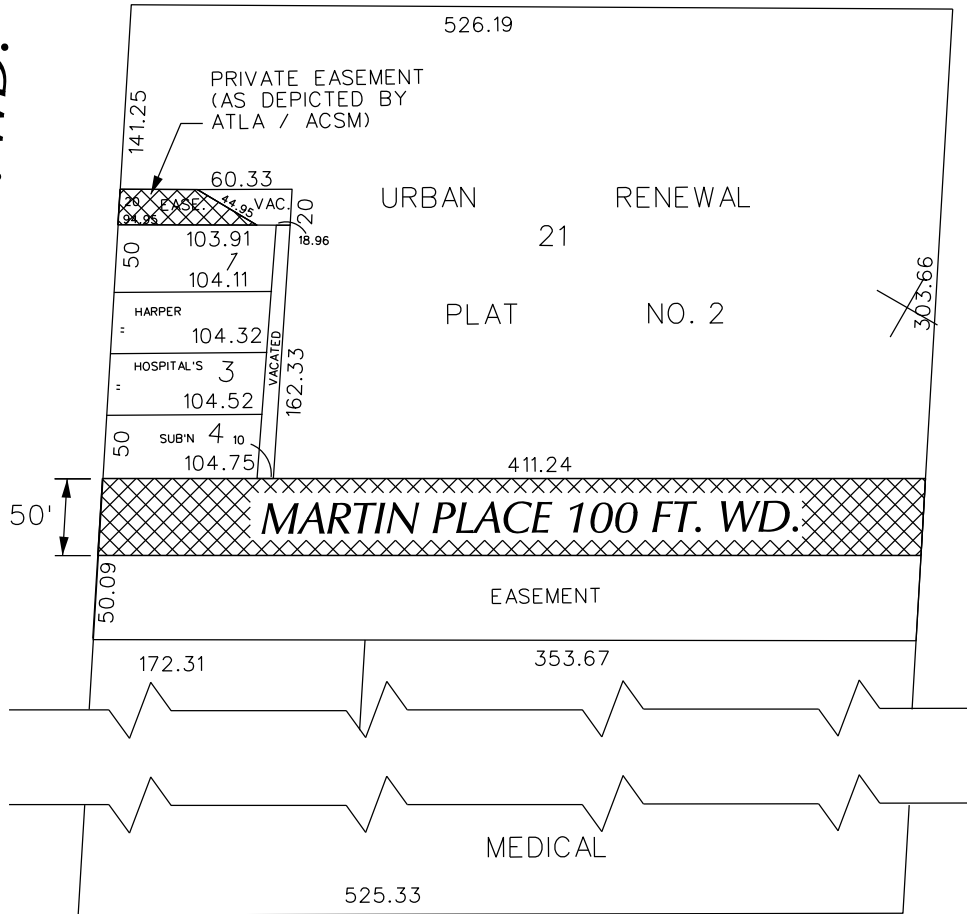 526.19
PRIVATE EASEMENT
(AS DEPICTED BY
ATLA / ACSM)
141.25
60.33
20
EASE.
44.95
VAC.
20
94.95
18.96
URBAN RENEWAL
21
PLAT NO. 2
303.66
50
103.91
1
104.11
HARPER
104.32
=
HOSPITAL'S 3
=
104.52
VACATED
162.33
50
SUB'N 4 10
104.75
411.24
50'
MARTIN PLACE 100 FT. WD.
50.09
EASEMENT
172.31
353.67
MEDICAL
525.33